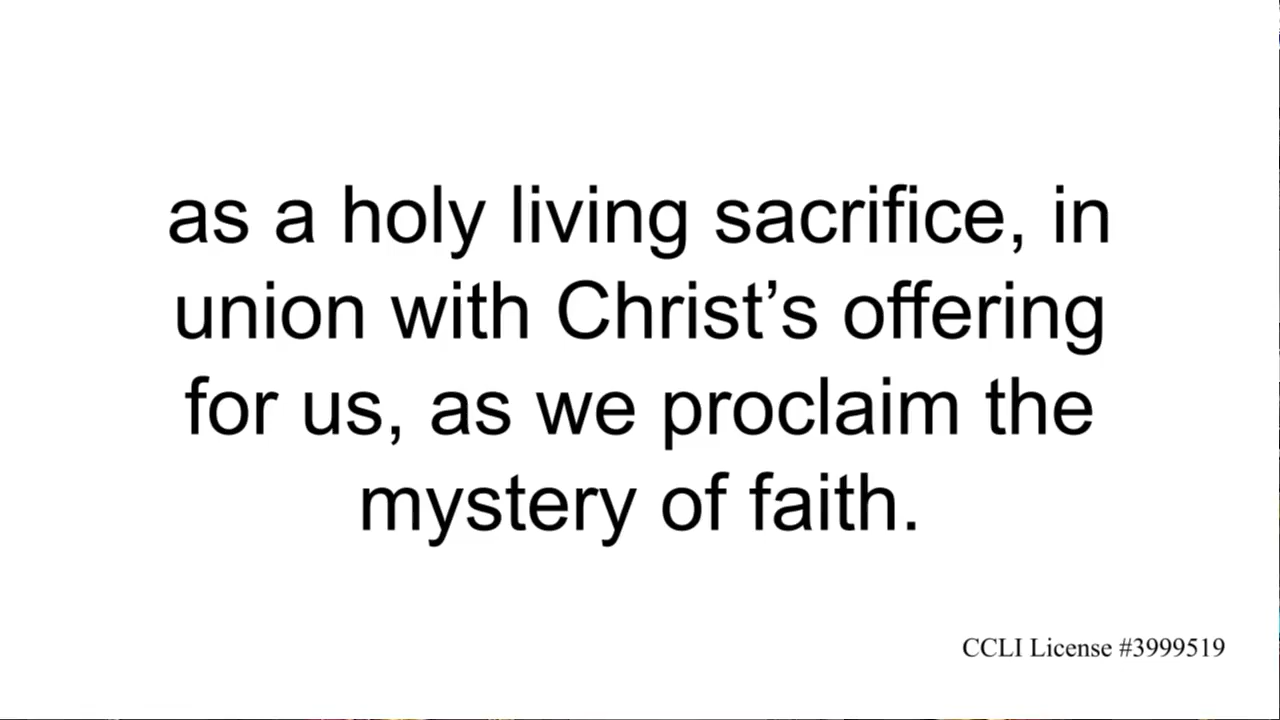 as a holy living sacrifice, in
union with Christ’s offering
for us, as we proclaim the
mystery of faith.
CCLI License #3999519